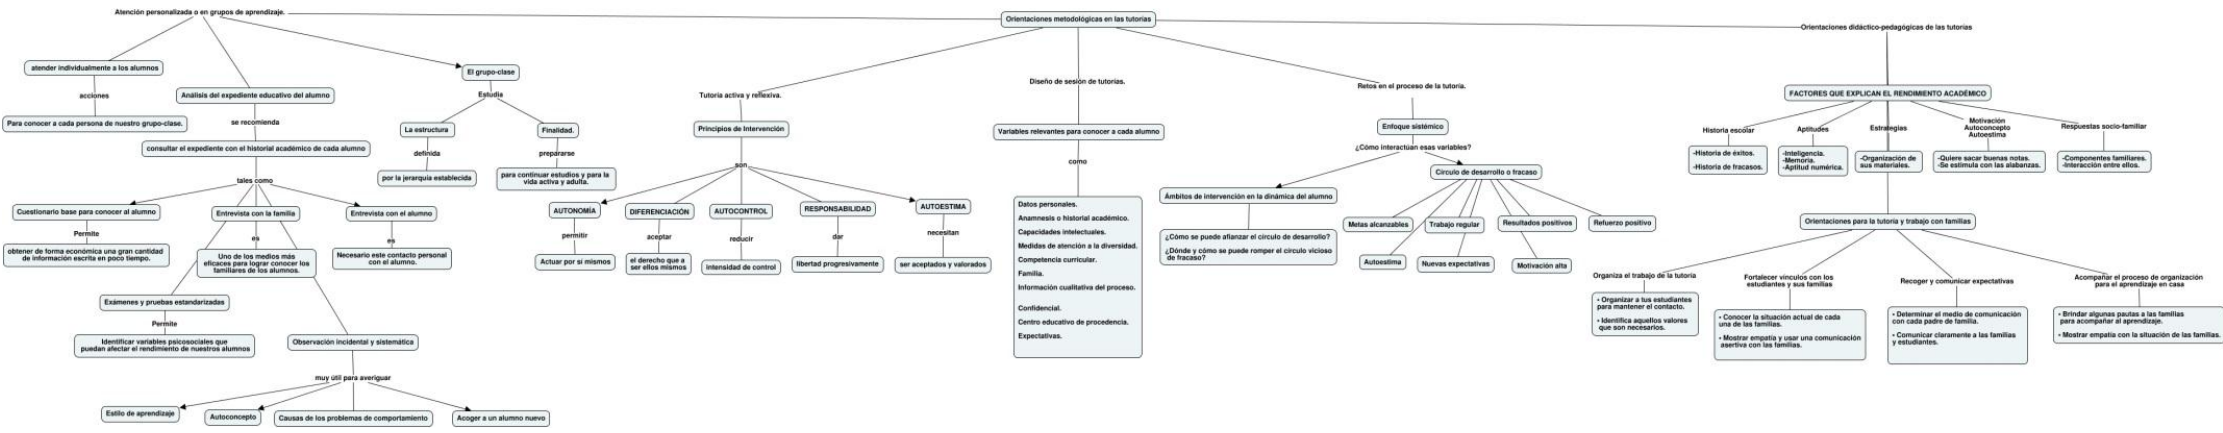 Atención personalizada o en grupos de aprendizaje.
atender individualmente a los alumnos
acciones
Para conocer a cada persona de nuestro grupo-clase.
Análisis del expediente educativo del alumno
se recomienda
consultar el expediente con el historial académico de cada alumno
tales como
Cuestionario base para conocer al alumno
Permite
obtener de forma económica una gran cantidad
de información escrita en poco tiempo.
Entrevista con la familia
es
Uno de los medios más
eficaces para lograr conocer los
familiares de los alumnos.
Entrevista con el alumno
es
Necesario este contacto personal
con el alumno.
Exámenes y pruebas estandarizadas
Permite
Identificar variables psicosociales que
puedan afectar el rendimiento de nuestros alumnos
Observación incidental y sistemática
muy útil para averiguar
Estilo de aprendizaje
Autoconcepto
Causas de los problemas de comportamiento
Acoger a un alumno nuevo
El grupo-clase
Estudia
La estructura
definida
por la jerarquía establecida
Finalidad.
prepararse
para continuar estudios y para la
vida activa y adulta.
Orientaciones metodológicas en las tutorías
Tutoría activa y reflexiva.
Principios de Intervención
son
AUTONOMÍA
permitir
Actuar por sí mismos
DIFERENCIACIÓN
aceptar
el derecho que a
ser ellos mismos
AUTOCONTROL
reducir
Intensidad de control
RESPONSABILIDAD
dar
libertad progresivamente
AUTOESTIMA
necesitan
ser aceptados y valorados
Diseño de sesión de tutorías.
Variables relevantes para conocer a cada alumno
como
Datos personales.
Anamnesis o historial académico.
Capacidades intelectuales.
Medidas de atención a la diversidad.
Competencia curricular.
Familia.
Información cualitativa del proceso.
Confidencial.
Centro educativo de procedencia.
Expectativas.
Retos en el proceso de la tutoría.
Enfoque sistémico
¿Cómo interactúan esas variables?
Ámbitos de intervención en la dinámica del alumno
¿Cómo se puede afianzar el círculo de desarrollo?
¿Dónde y cómo se puede romper el círculo vicioso
de fracaso?
Círculo de desarrollo o fracaso
Metas alcanzables
Trabajo regular
Resultados positivos
Refuerzo positivo
Autoestima
Nuevas expectativas
Motivación alta
Orientaciones didáctico-pedagógicas de las tutorías
FACTORES QUE EXPLICAN EL RENDIMIENTO ACADÉMICO
Historia escolar
-Historia de éxitos.
-Historia de fracasos.
Aptitudes
-Inteligencia.
-Memoria.
-Aptitud numérica.
Estrategias
-Organización de
sus materiales.
Motivación
Autoconcepto
Autoestima
-Quiere sacar buenas notas.
-Se estimula con las alabanzas.
Respuestas socio-familiar
-Componentes familiares.
-Interacción entre ellos.
Orientaciones para la tutoría y trabajo con familias
Organiza el trabajo de la tutoría
• Organizar a tus estudiantes
para mantener el contacto.
• Identifica aquellos valores
que son necesarios.
Fortalecer vínculos con los
estudiantes y sus familias
• Conocer la situación actual de cada
una de las familias.
• Mostrar empatía y usar una comunicación
asertiva con las familias.
Recoger y comunicar expectativas
• Determinar el medio de comunicación
con cada padre de familia.
• Comunicar claramente a las familias
y estudiantes.
Acompañar el proceso de organización
para el aprendizaje en casa
• Brindar algunas pautas a las familias
para acompañar al aprendizaje.
• Mostrar empatía con la situación de las familias.